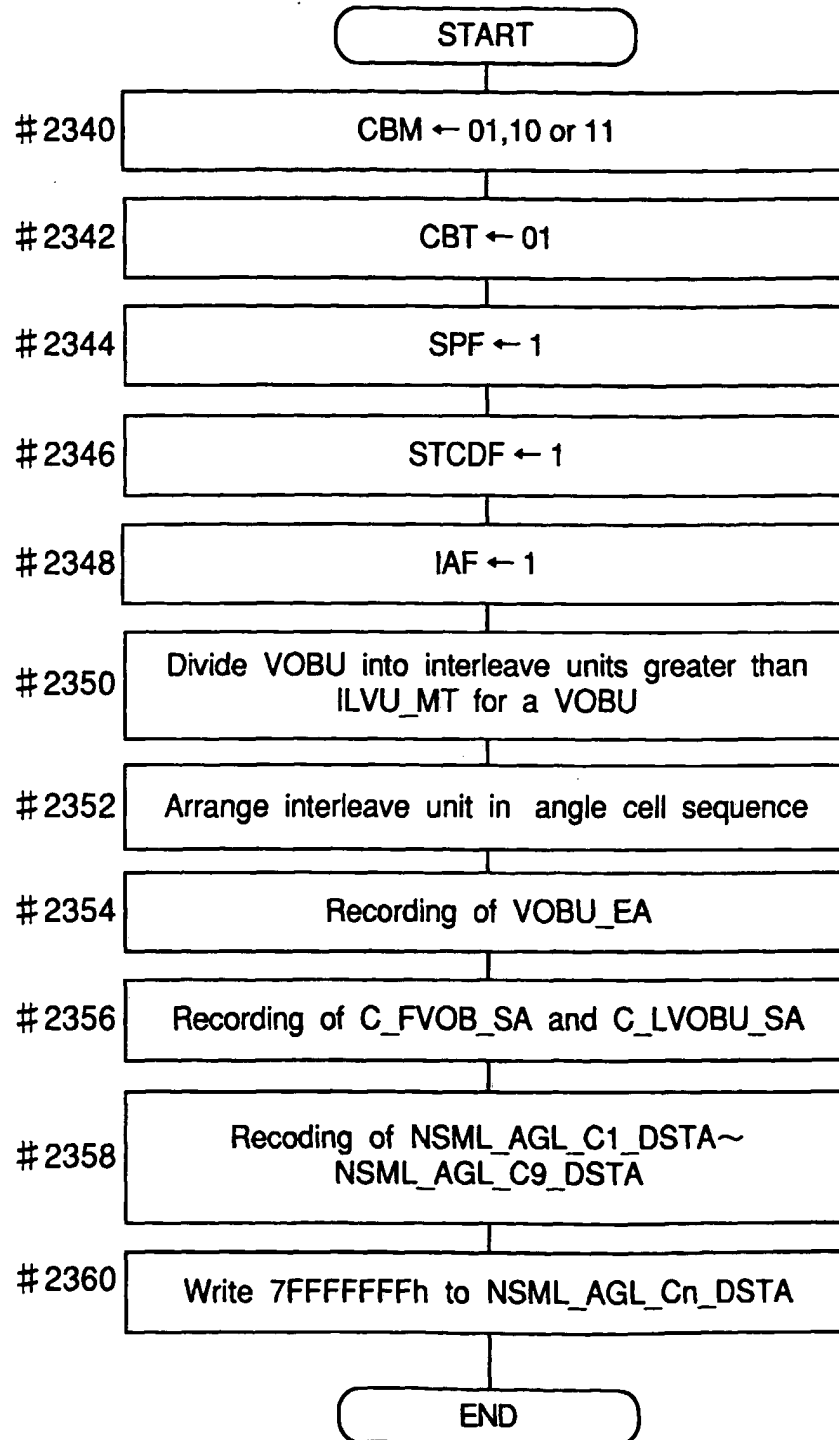 START
#2340
CBM ← 01,10 or 11
#2342
CBT ← 01
#2344
SPF ← 1
#2346
STCDF ← 1
#2348
IAF ← 1
#2350
Divide VOBU into interleave units greater than
ILVU_MT for a VOBU
#2352
Arrange interleave unit in angle cell sequence
#2354
Recording of VOBU_EA
#2356
Recording of C_FVOB_SA and C_LVOBU_SA
#2358
Recoding of NSML_AGL_C1_DSTA~
NSML_AGL_C9_DSTA
#2360
Write 7FFFFFFFh to NSML_AGL_Cn_DSTA
END